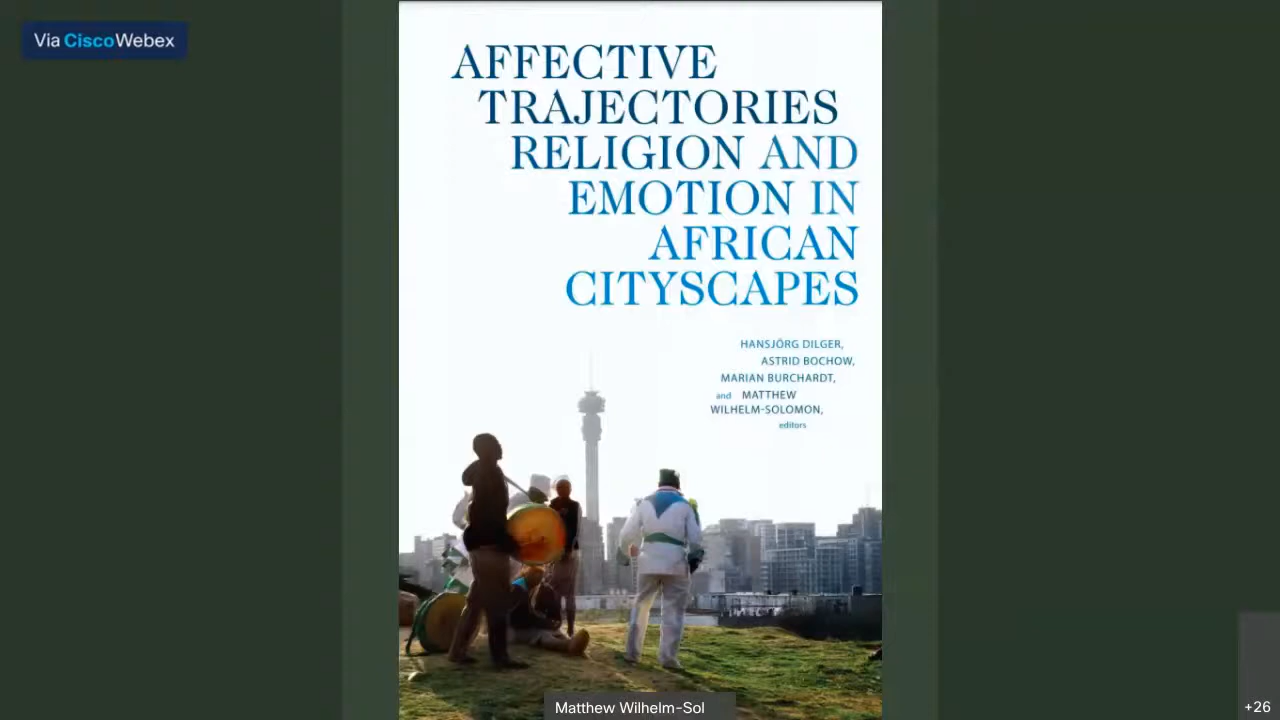 Via CiscoWebex
AFFECTIVE
TRAJECTORIES
RELIGION AND
EMOTION IN
AFRICAN
CITYSCAPES
HANSJÖRG DILGER,
ASTRID BOCHOW,
MARIAN BURCHARDT,
and MATTHEW
WILHELM-SOLOMON,
editors
Matthew Wilhelm-Sol
+26